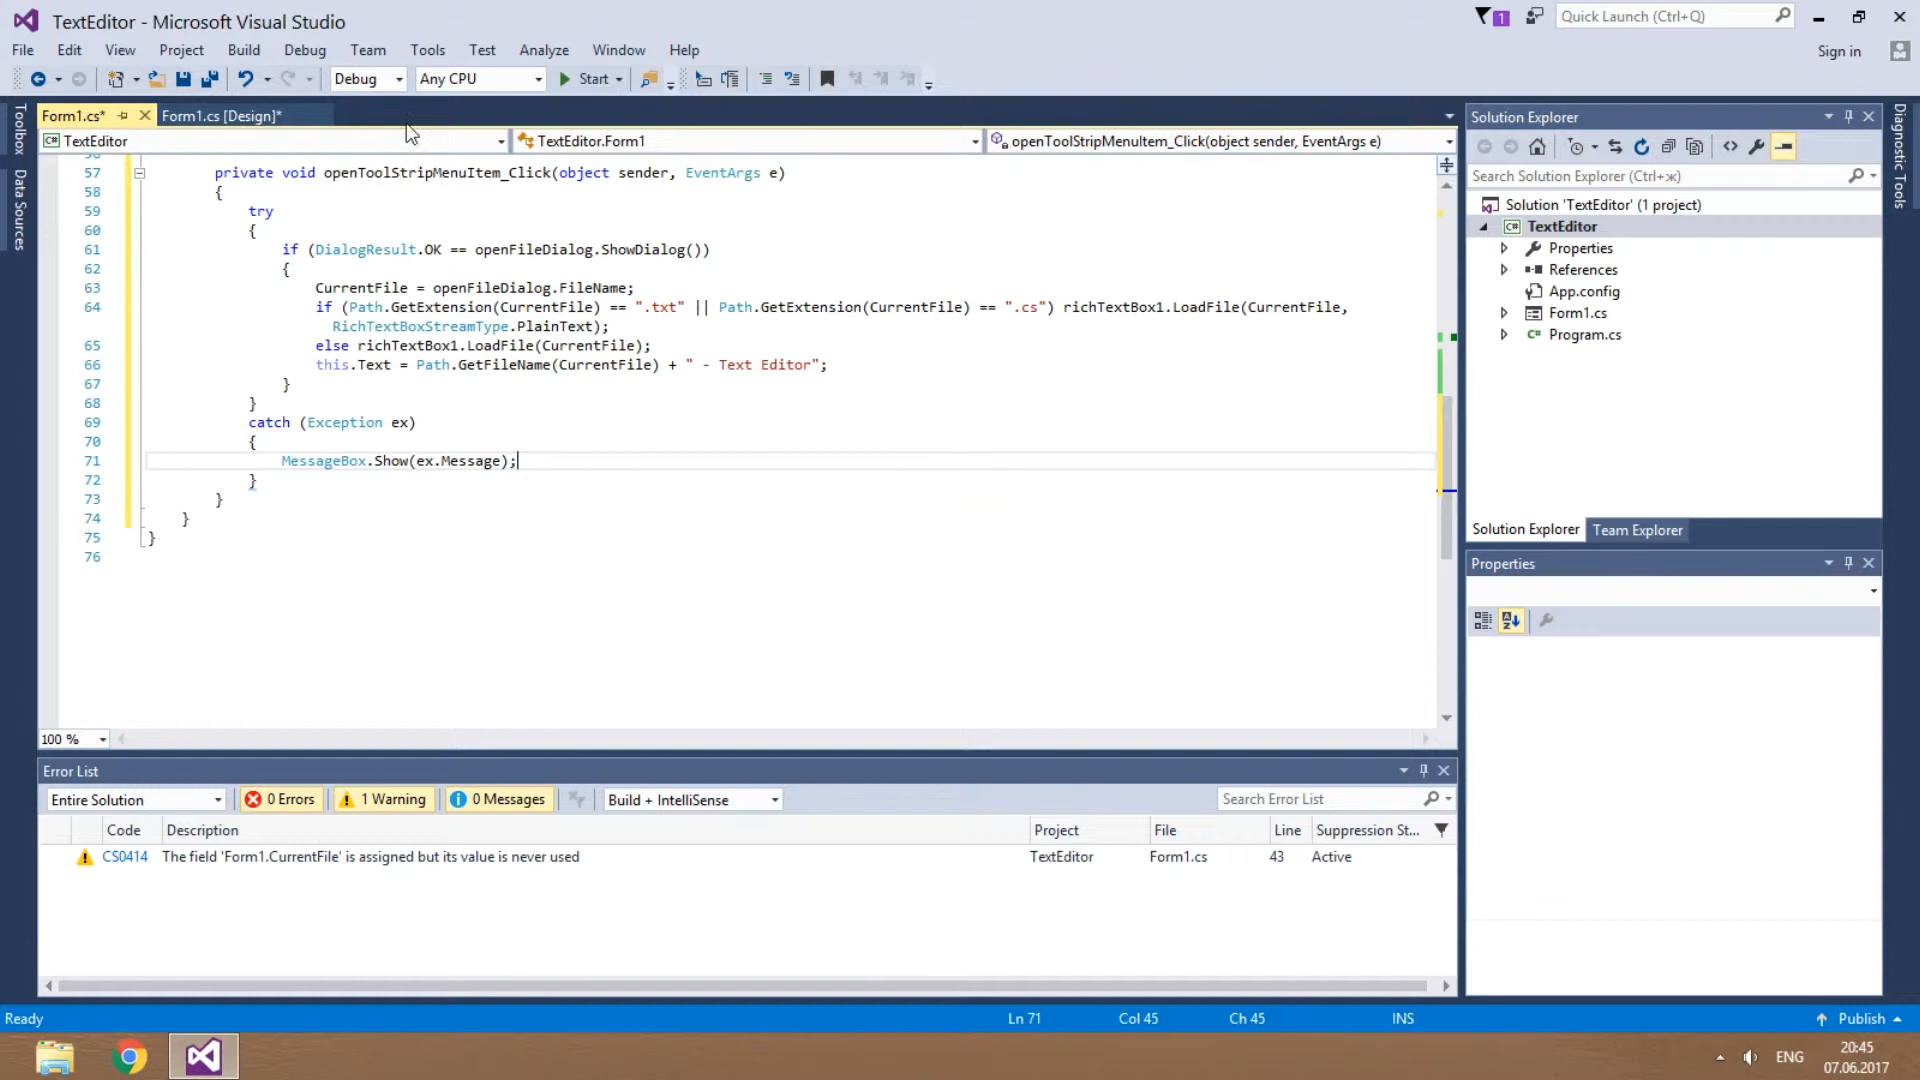 TextEditor - Microsoft Visual Studio
1
Quick Launch (Ctrl+Q)
File Edit View Project Build Debug Team Tools Test Analyze Window Help
Sign in
Debug
Any CPU
Start
Toolbox
Data Sources
Form1.cs*
Form1.cs [Design]*
C# TextEditor
TextEditor.Form1
openToolStripMenuItem_Click(object sender, EventArgs e)
57 private void openToolStripMenuItem_Click(object sender, EventArgs e)
58 {
59 try
60 {
61 if (DialogResult.OK == openFileDialog.ShowDialog())
62 {
63 CurrentFile = openFileDialog.FileName;
64 if (Path.GetExtension(CurrentFile) == ".txt" || Path.GetExtension(CurrentFile) == ".cs") richTextBox1.LoadFile(CurrentFile,
RichTextBoxStreamType.PlainText);
65 else richTextBox1.LoadFile(CurrentFile);
66 this.Text = Path.GetFileName(CurrentFile) + " - Text Editor";
67 }
68 }
69 catch (Exception ex)
70 {
71 MessageBox.Show(ex.Message);
72 }
73 }
74 }
75 }
76
100 %
Solution Explorer
Search Solution Explorer (Ctrl+ж)
Solution 'TextEditor' (1 project)
C# TextEditor
Properties
References
App.config
Form1.cs
C# Program.cs
Solution Explorer
Team Explorer
Properties
Diagnostic Tools
Error List
Entire Solution
0 Errors
1 Warning
0 Messages
Build + IntelliSense
Search Error List
Code Description Project File Line Suppression St...
CS0414 The field 'Form1.CurrentFile' is assigned but its value is never used TextEditor Form1.cs 43 Active
Ready
Ln 71
Col 45
Ch 45
INS
Publish
ENG
20:45
07.06.2017